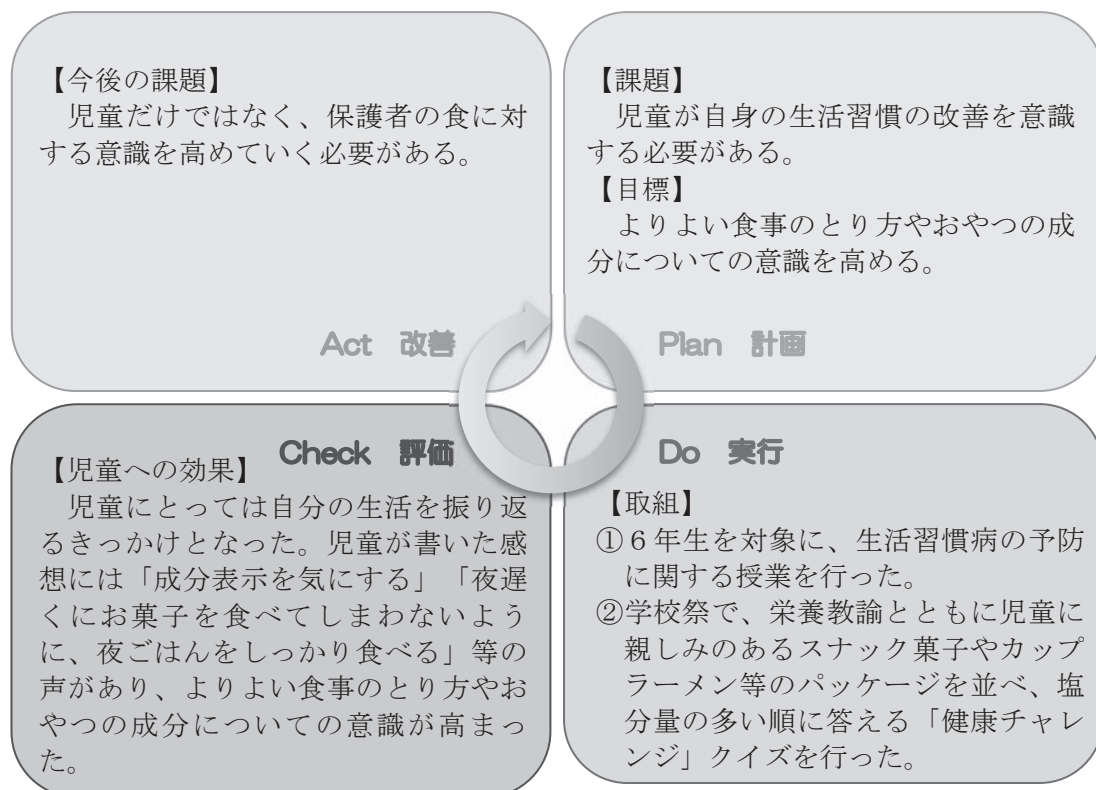 【今後の課題】
児童だけではなく、保護者の食に対
する意識を高めていく必要がある。
Act 改善
【課題】
児童が自身の生活習慣の改善を意識
する必要がある。
【目標】
よりよい食事のとり方やおやつの成
分についての意識を高める。
Plan 計画
Check 評価
【児童への効果】
児童にとっては自分の生活を振り返
るきっかけとなった。児童が書いた感
想には「成分表示を気にする」「夜遅
くにお菓子を食べてしまわないよう
に、夜ごはんをしっかり食べる」等の
声があり、よりよい食事のとり方やお
やつの成分についての意識が高まっ
た。
Do 実行
【取組】
①6年生を対象に、生活習慣病の予防
に関する授業を行った。
②学校祭で、栄養教諭とともに児童に
親しみのあるスナック菓子やカップ
ラーメン等のパッケージを並べ、塩
分量の多い順に答える「健康チャレ
ンジ」クイズを行った。